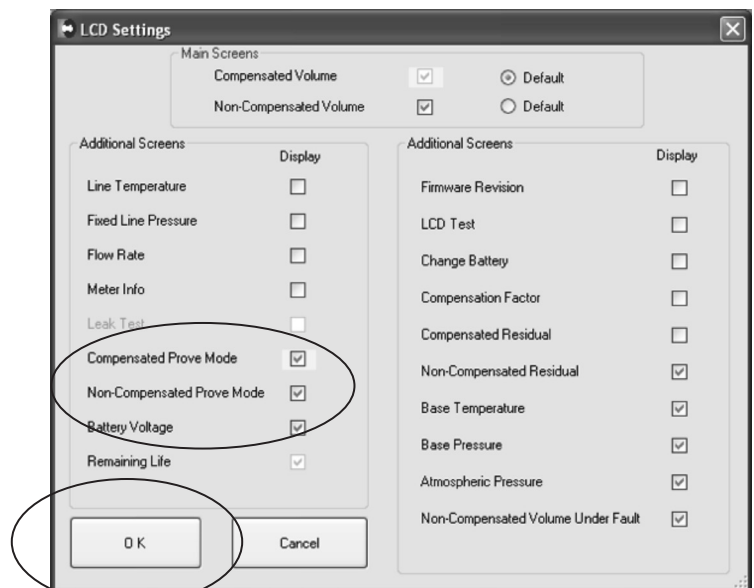 LCD Settings
Main Screens
Compensated Volume Default
Non-Compensated Volume Default
Additional Screens
Display
Line Temperature
Fixed Line Pressure
Flow Rate
Meter Info
Leak Test
Compensated Prove Mode
Non-Compensated Prove Mode
Battery Voltage
Remaining Life
OK
Cancel
Additional Screens
Display
Firmware Revision
LCD Test
Change Battery
Compensation Factor
Compensated Residual
Non-Compensated Residual
Base Temperature
Base Pressure
Atmospheric Pressure
Non-Compensated Volume Under Fault